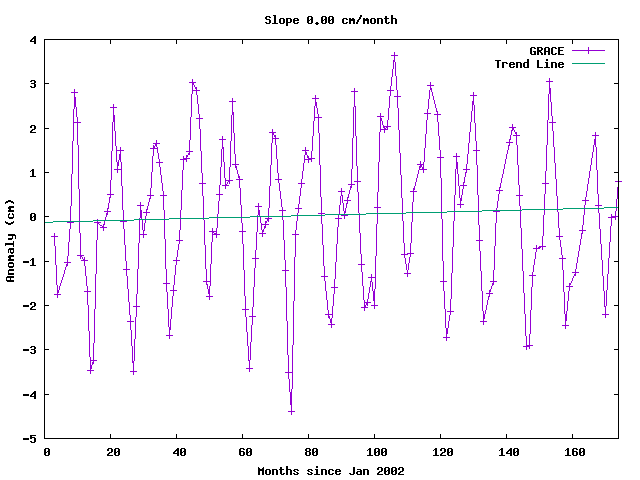 Slope 0.00 cm/month
GRACE
Trend Line
4
3
2
1
0
-1
-2
-3
-4
-5
Anomaly (cm)
0 20 40 60 80 100 120 140 160
Months since Jan 2002